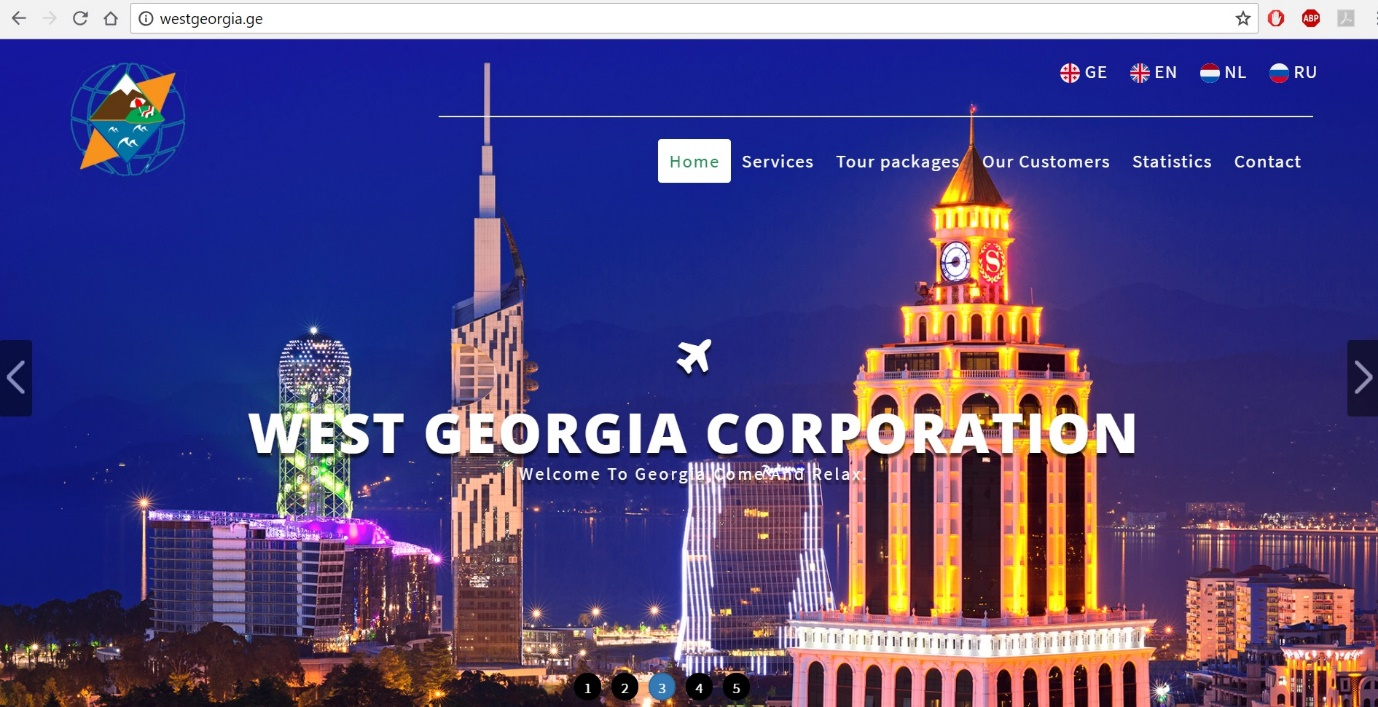 westgeorgia.ge
ABP
GE EN NL RU
Home Services Tour packages Our Customers Statistics Contact
S
WEST GEORGIA CORPORATION
Welcome To Georgia,Come And Relax.
1 2 3 4 5